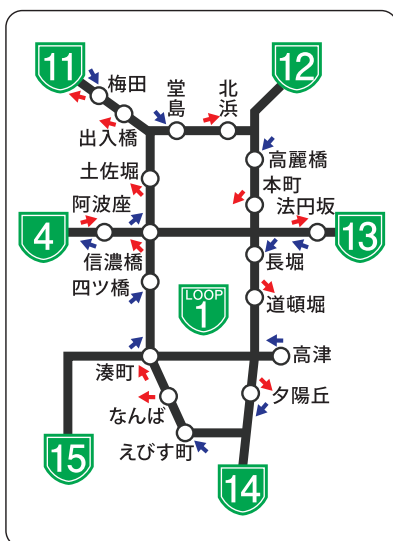 11
梅田
堂島
北浜
12
出入橋
高麗橋
土佐堀
本町
阿波座
法円坂
4
13
信濃橋
長堀
四ツ橋
LOOP
1
道頓堀
湊町
高津
なんば
夕陽丘
えびす町
15
14